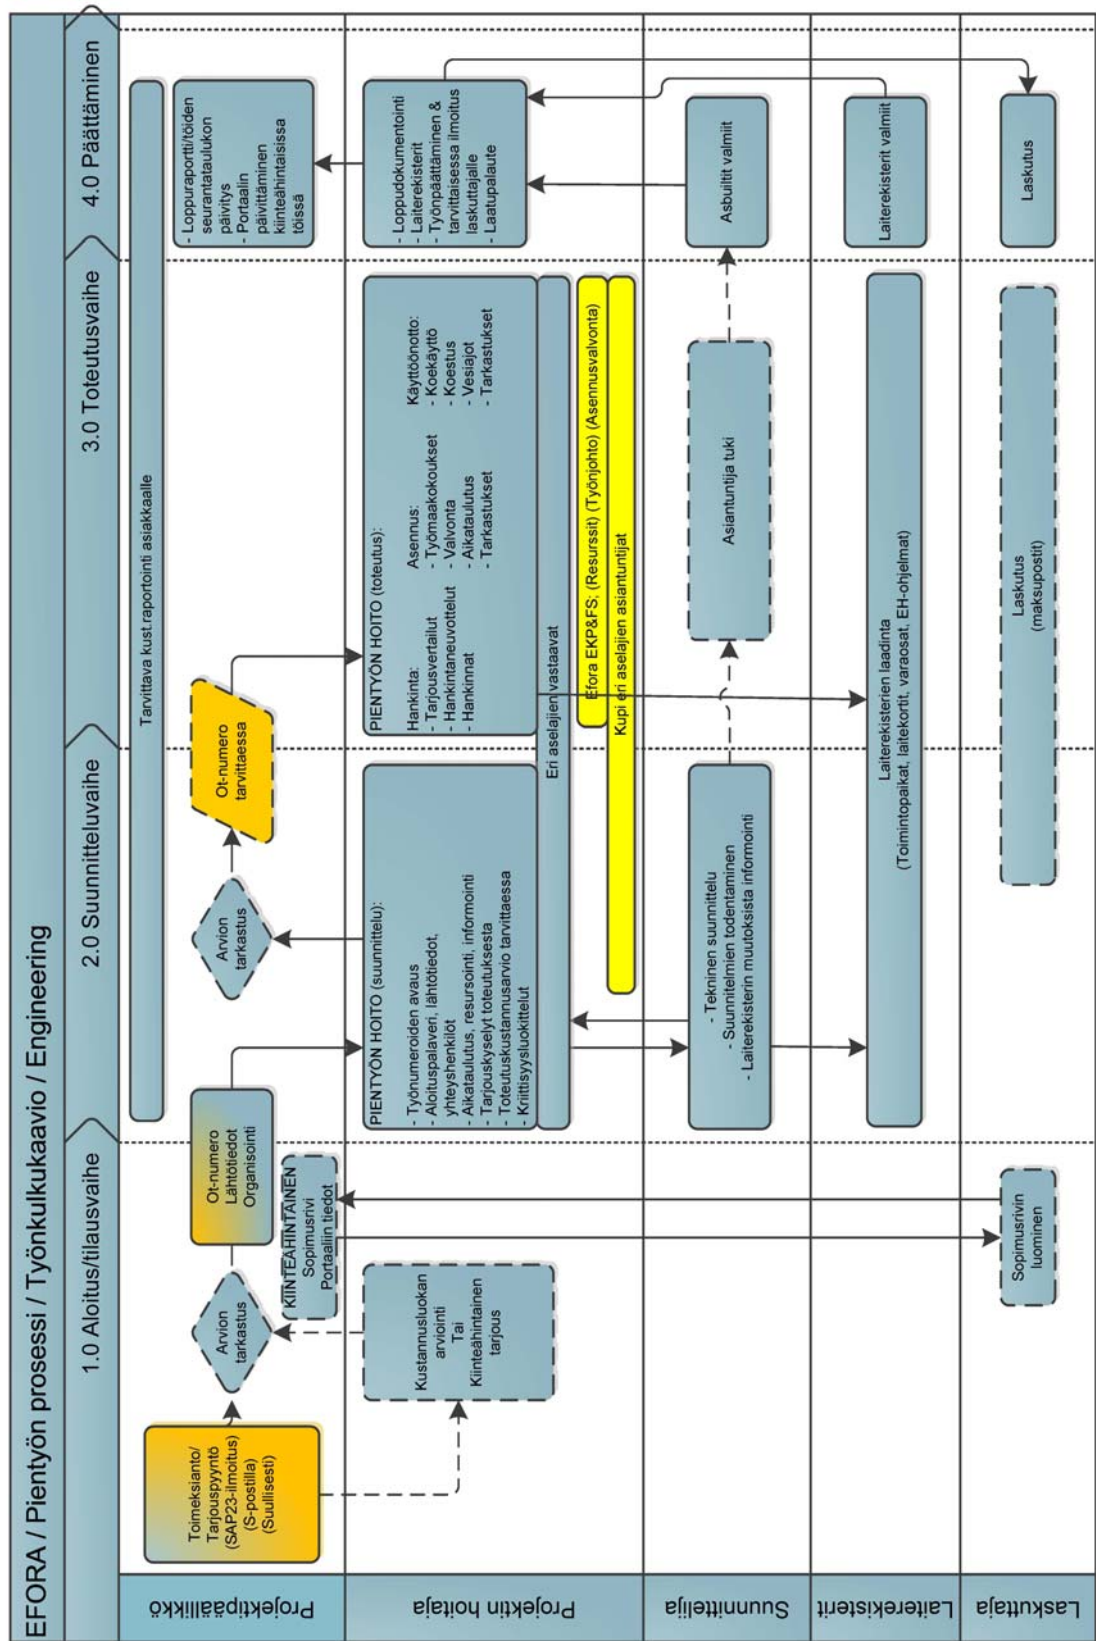 EFORA / Pientyön prosessi / Työnkulkukaavio / Engineering
1.0 Aloitus/tilausvaihe
2.0 Suunnitteluvaihe
3.0 Toteutusvaihe
4.0 Päättäminen
Projektipäällikkö
Toimeksianto/
Tarjouspyyntö
(SAP23-ilmoitus)
(S-postilla)
(Suullisesti)
Arvion
tarkastus
Ot-numero
Lähtötiedot
Organisointi
KIINTEÄHINTAINEN
Sopimusrivi
Portaaliin tiedot
Tarvittava kust.raportointi asiakkaalle
Arvion
tarkastus
Ot-numero
tarvittaessa
- Loppuraportti/töiden
seurantataulukon
päivitys
- Portaalin
päivittäminen
kiinteähintaisissa
töissä
Projektin hoitaja
Kustannusluokan
arviointi
Tai
Kiinteähintainen
tarjous
PIENTYÖN HOITO (suunnittelu):
- Työnumeroiden avaus
- Aloituspalaveri, lähtötiedot,
yhteyshenkilöt
- Aikataulutus, resursointi, informointi
- Tarjouskyselyt toteutuksesta
- Toteutuskustannusarvio tarvittaessa
- Kriittisyysluokittelut
PIENTYÖN HOITO (toteutus):
Hankinta:
- Tarjousvertailut
- Hankintaneuvottelut
- Hankinnat
Asennus:
- Työmaakokoukset
- Valvonta
- Aikataulutus
- Tarkastukset
Käyttöönotto:
- Koekäyttö
- Koestus
- Vesiajot
- Tarkastukset
Eri aselajien vastaavat
Efora EKP&FS; (Resurssit) (Työnjohto) (Asennusvalvonta)
Kupi eri aselajien asiantuntijat
- Loppudokumentointi
- Laiterekisterit
- Työnpäättäminen &
tarvittaisessa ilmoitus
laskuttajalle
- Laatupalaute
Suunnittelija
- Tekninen suunnittelu
- Suunnitelmien todentaminen
- Laiterekisterin muutoksista informointi
Asiantuntija tuki
Asbuiltit valmiit
Laiterekisterit
Laiterekisterien laadinta
(Toimintopaikat, laitekortit, varaosat, EH-ohjelmat)
Laiterekisterit valmiit
Laskuttaja
Sopimusrivin
luominen
Laskutus
(maksupostit)
Laskutus